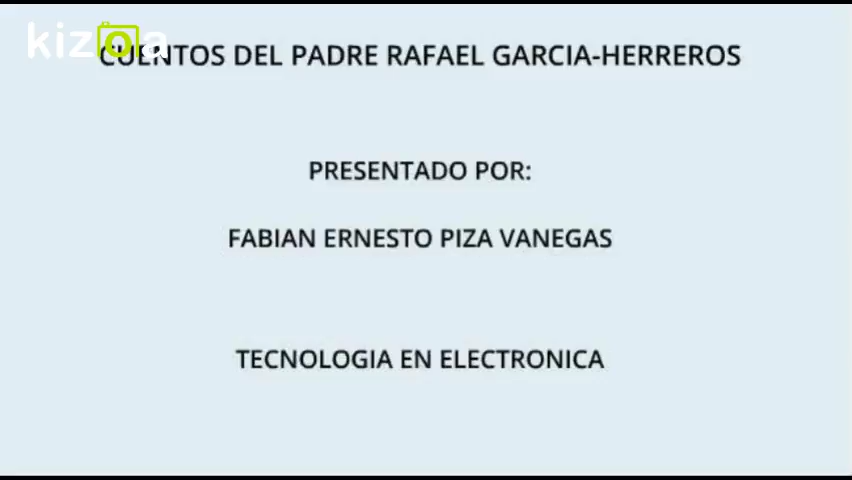 kizoa
CUENTOS DEL PADRE RAFAEL GARCIA-HERREROS
PRESENTADO POR:
FABIAN ERNESTO PIZA VANEGAS
TECNOLOGIA EN ELECTRONICA